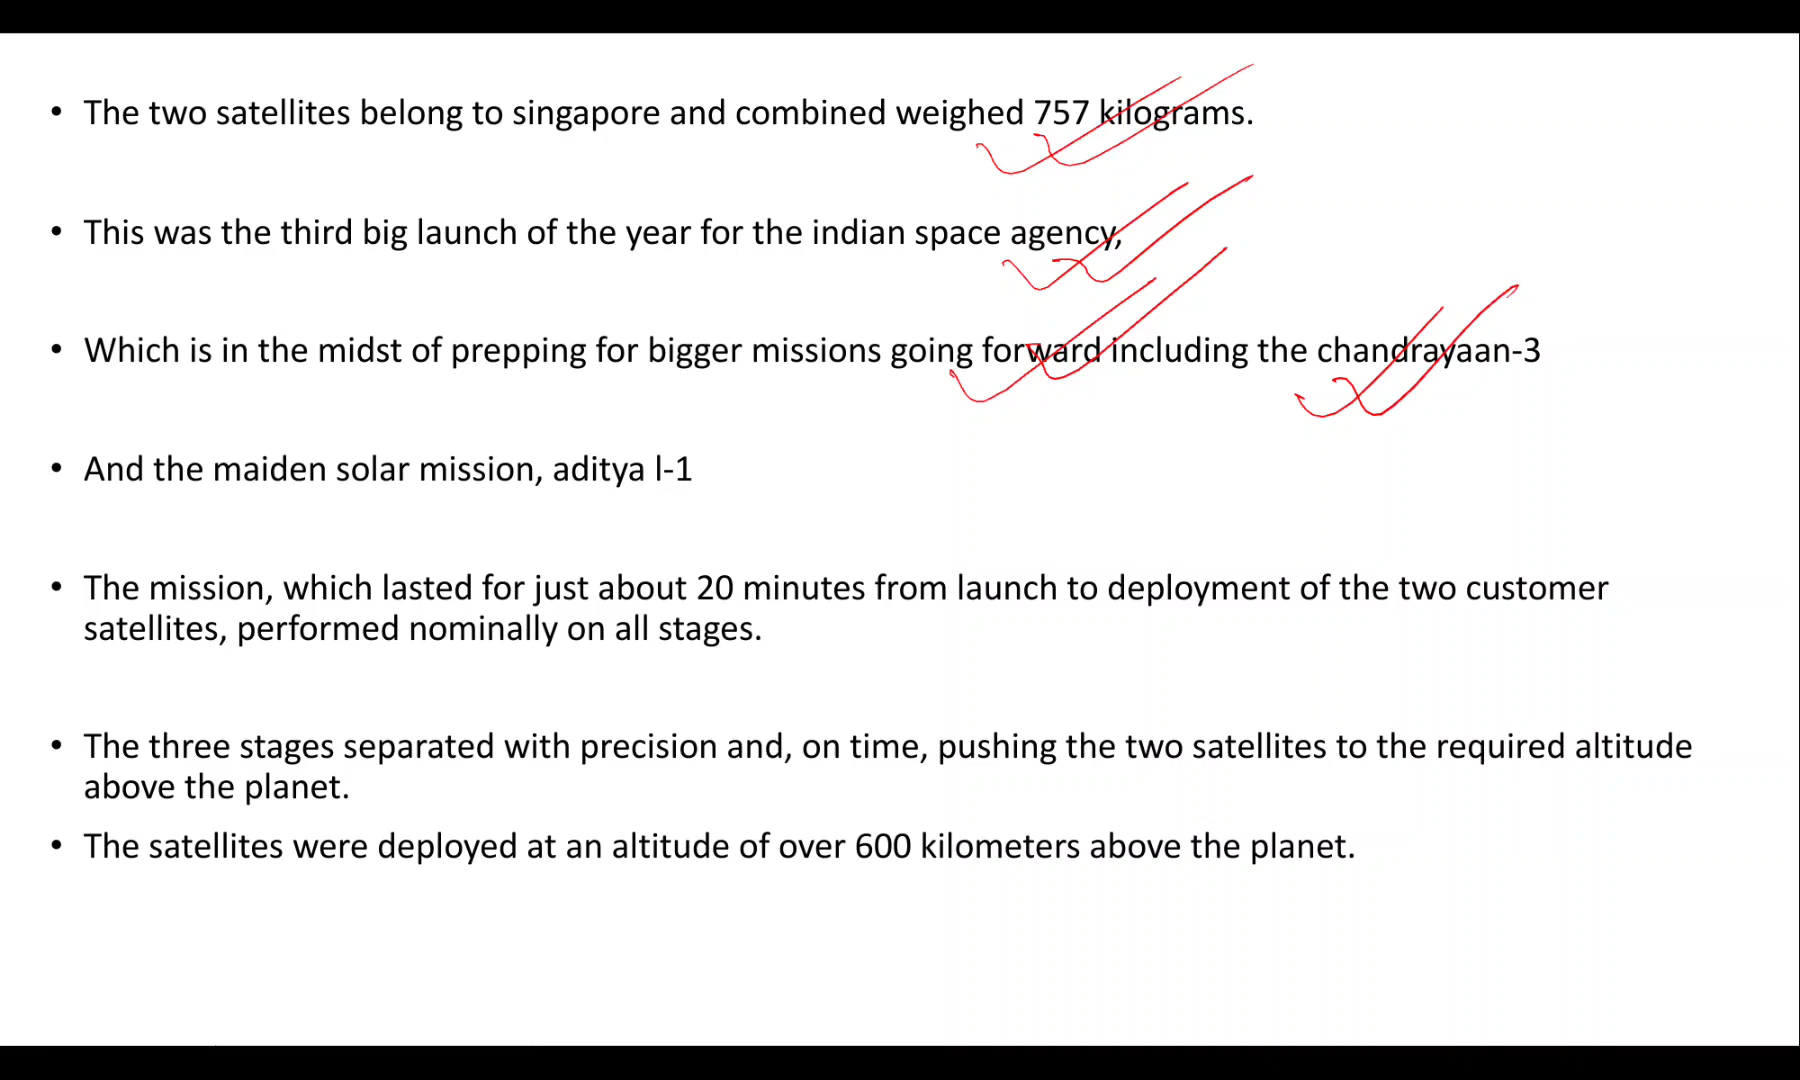 • The two satellites belong to singapore and combined weighed 757 kilograms.
• This was the third big launch of the year for the indian space agency,
• Which is in the midst of prepping for bigger missions going forward including the chandrayaan-3
• And the maiden solar mission, aditya l-1
• The mission, which lasted for just about 20 minutes from launch to deployment of the two customer
satellites, performed nominally on all stages.
• The three stages separated with precision and, on time, pushing the two satellites to the required altitude
above the planet.
• The satellites were deployed at an altitude of over 600 kilometers above the planet.